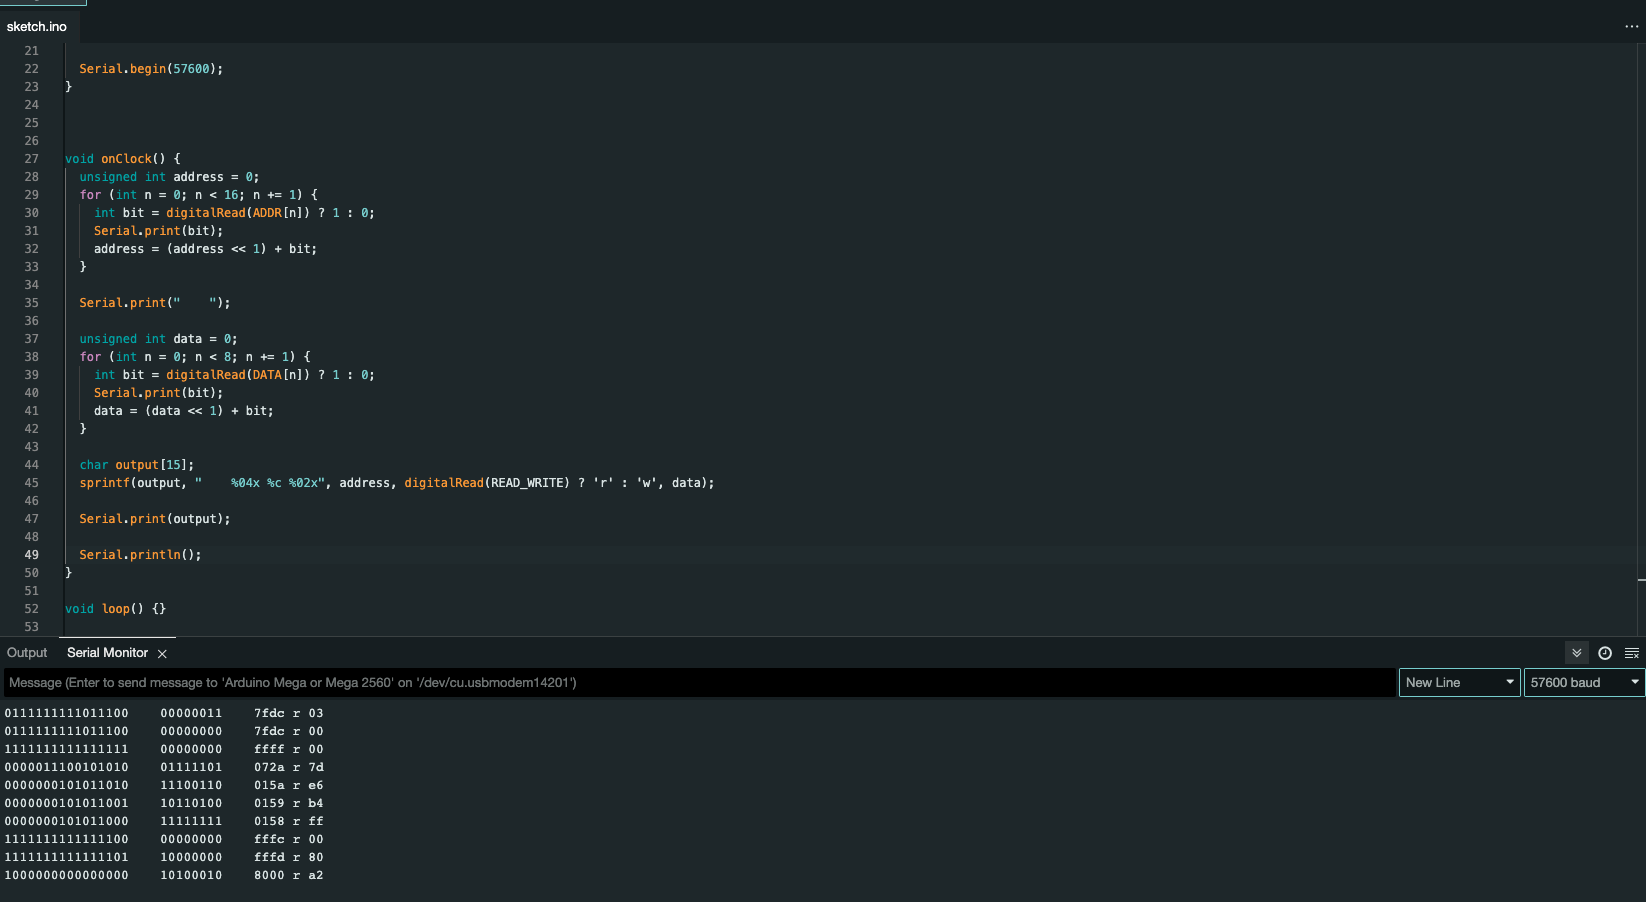 sketch.ino
21
22 Serial.begin(57600);
23 }
24
25
26
27 void onClock() {
28 unsigned int address = 0;
29 for (int n = 0; n < 16; n += 1) {
30 int bit = digitalRead(ADDR[n]) ? 1 : 0;
31 Serial.print(bit);
32 address = (address << 1) + bit;
33 }
34
35 Serial.print("    ");
36
37 unsigned int data = 0;
38 for (int n = 0; n < 8; n += 1) {
39 int bit = digitalRead(DATA[n]) ? 1 : 0;
40 Serial.print(bit);
41 data = (data << 1) + bit;
42 }
43
44 char output[15];
45 sprintf(output, "    %04x %c %02x", address, digitalRead(READ_WRITE) ? 'r' : 'w', data);
46
47 Serial.print(output);
48
49 Serial.println();
50 }
51
52 void loop() {}
53
Output Serial Monitor
Message (Enter to send message to 'Arduino Mega or Mega 2560' on '/dev/cu.usbmodem14201') New Line 57600 baud
0111111111011100    00000011    7fdc r 03
0111111111011100    00000000    7fdc r 00
1111111111111111    00000000    ffff r 00
0000011100101010    01111101    072a r 7d
0000000101011010    11100110    015a r e6
0000000101011001    10110100    0159 r b4
0000000101011000    11111111    0158 r ff
1111111111111100    00000000    fffc r 00
1111111111111101    10000000    fffd r 80
1000000000000000    10100010    8000 r a2